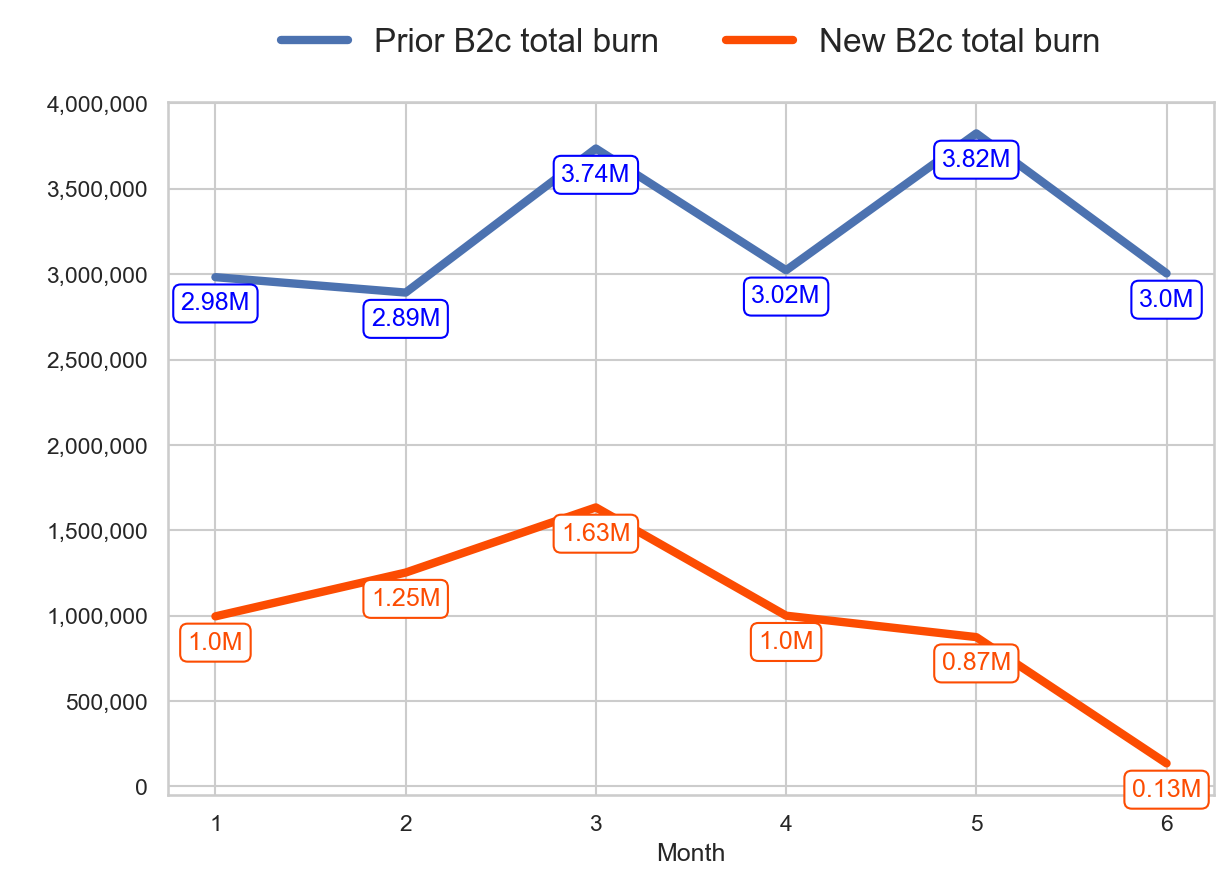 Prior B2c total burn New B2c total burn
4,000,000
3,500,000
3,000,000
2,500,000
2,000,000
1,500,000
1,000,000
500,000
0
2.98M
2.89M
3.74M
3.02M
3.82M
3.0M
1.0M
1.25M
1.63M
1.0M
0.87M
0.13M
1 2 3 4 5 6
Month